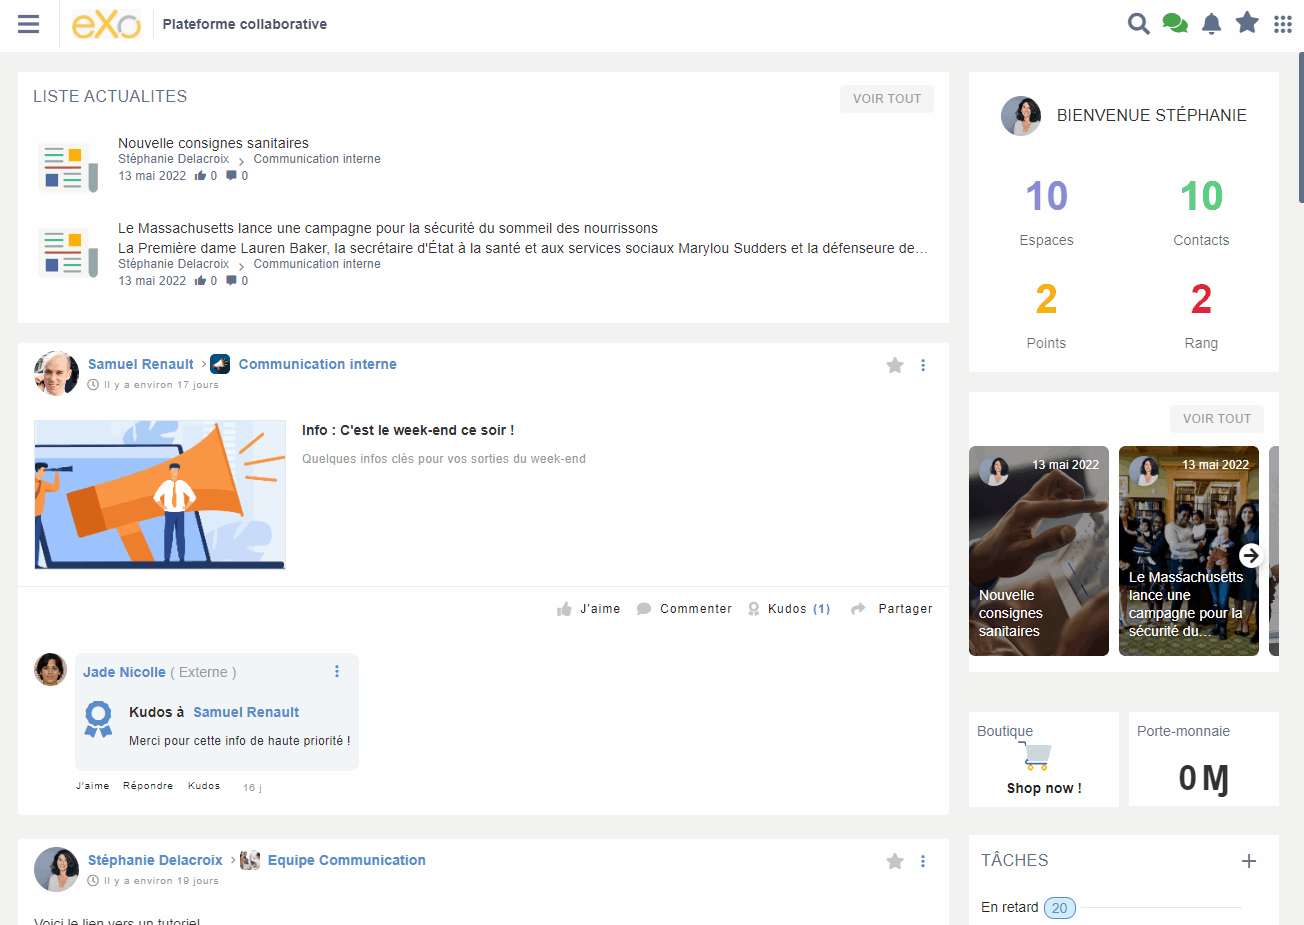 eXo
Plateforme collaborative
LISTE ACTUALITES
VOIR TOUT
Nouvelle consignes sanitaires
Stéphanie Delacroix > Communication interne
13 mai 2022 0 0
Le Massachusetts lance une campagne pour la sécurité du sommeil des nourrissons
La Première dame Lauren Baker, la secrétaire d'État à la santé et aux services sociaux Marylou Sudders et la défenseure de…
Stéphanie Delacroix > Communication interne
13 mai 2022 0 0
Samuel Renault > Communication interne
Il y a environ 17 jours
Info : C'est le week-end ce soir !
Quelques infos clés pour vos sorties du week-end
J'aime Commenter Kudos (1) Partager
Jade Nicolle ( Externe )
Kudos à Samuel Renault
Merci pour cette info de haute priorité !
J'aime Répondre Kudos 16 j
Stéphanie Delacroix > Equipe Communication
Il y a environ 19 jours
Voici le lien vers un tutoriel
BIENVENUE STÉPHANIE
10 10
Espaces Contacts
2 2
Points Rang
VOIR TOUT
13 mai 2022
Nouvelle
consignes
sanitaires
13 mai 2022
Le Massachusetts
lance une
campagne pour la
sécurité du…
Boutique
Shop now !
Porte-monnaie
0 Ɱ
TÂCHES
En retard 20